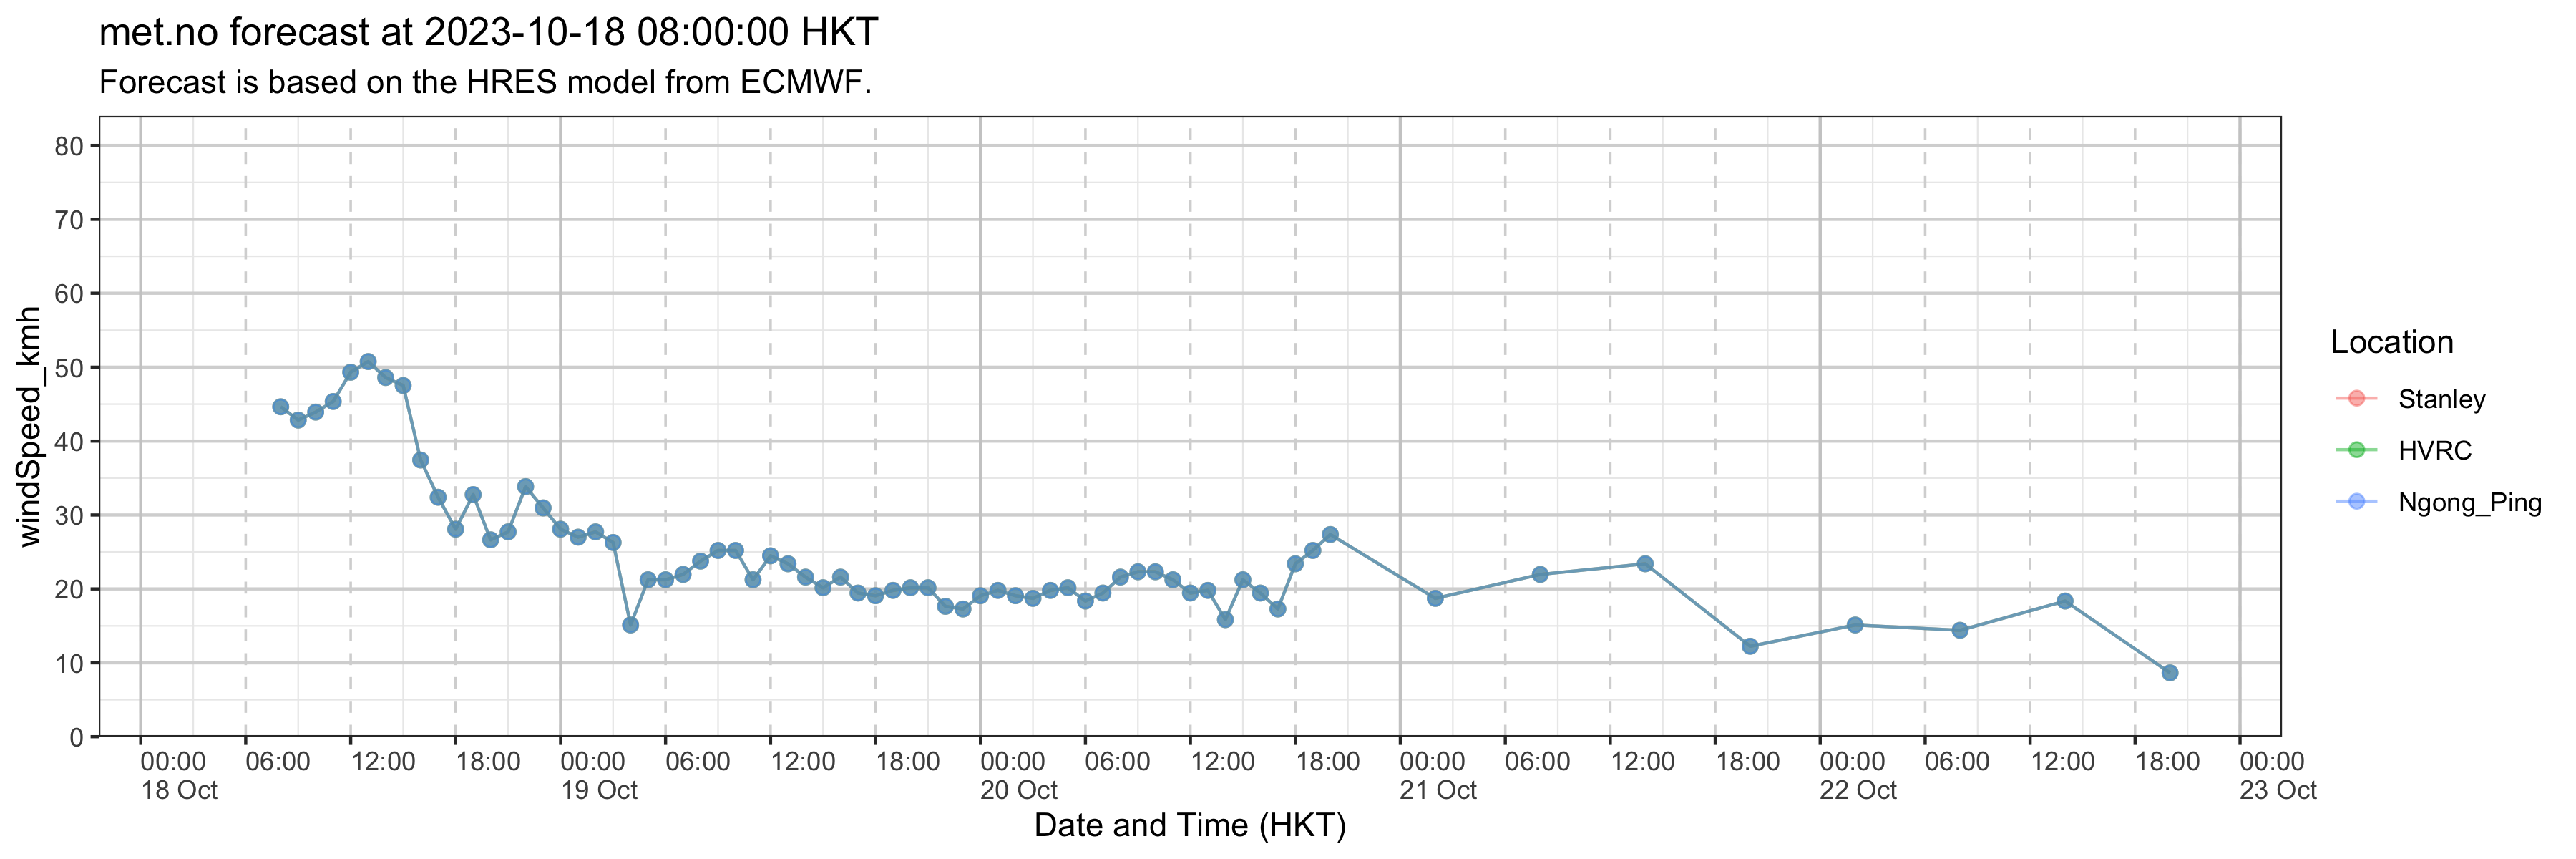 met.no forecast at 2023-10-18 08:00:00 HKT
Forecast is based on the HRES model from ECMWF.
windSpeed_kmh
80
70
60
50
40
30
20
10
0
00:00 06:00 12:00 18:00 00:00 06:00 12:00 18:00 00:00 06:00 12:00 18:00 00:00 06:00 12:00 18:00 00:00 06:00 12:00 18:00 00:00
18 Oct 19 Oct 20 Oct 21 Oct 22 Oct 23 Oct
Date and Time (HKT)
Location
Stanley
HVRC
Ngong_Ping